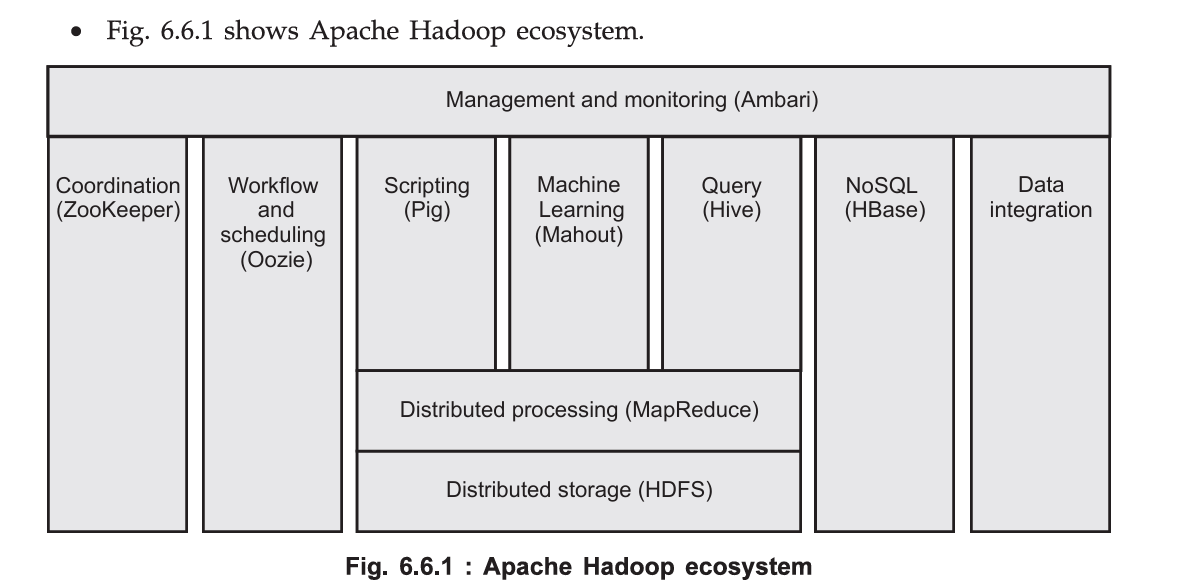 • Fig. 6.6.1 shows Apache Hadoop ecosystem.
Management and monitoring (Ambari)
Coordination
(ZooKeeper)
Workflow
and
scheduling
(Oozie)
Scripting
(Pig)
Machine
Learning
(Mahout)
Query
(Hive)
NoSQL
(HBase)
Data
integration
Distributed processing (MapReduce)
Distributed storage (HDFS)
Fig. 6.6.1 : Apache Hadoop ecosystem